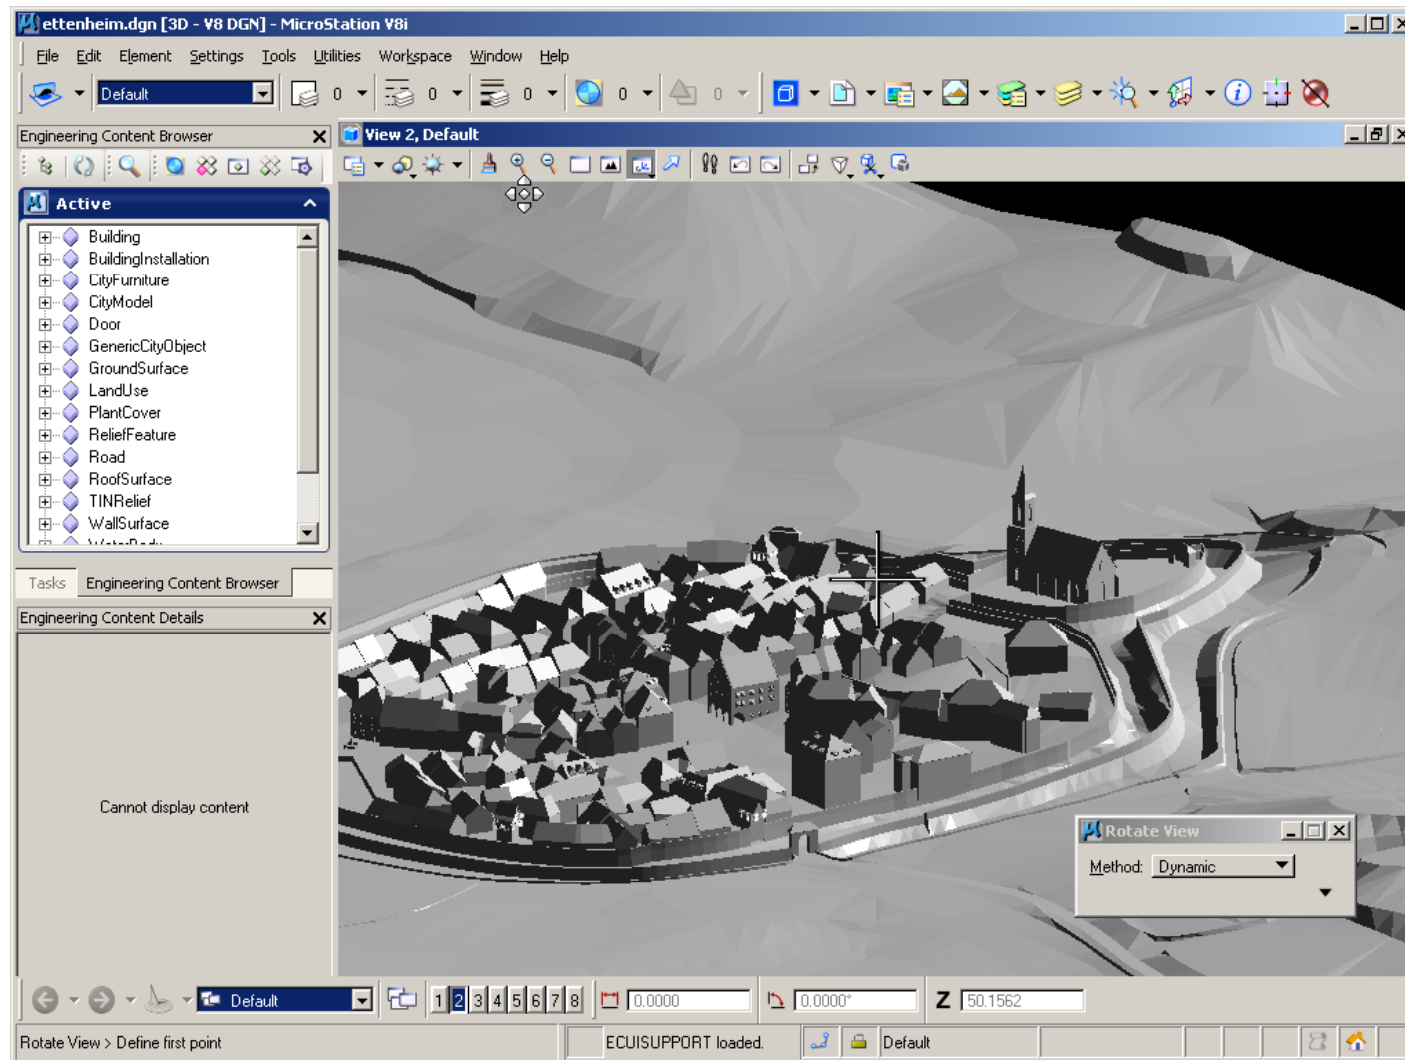 ettenheim.dgn [3D - V8 DGN] - MicroStation V8i
File Edit Element Settings Tools Utilities Workspace Window Help
Default 0 0 0 0 0
Engineering Content Browser
View 2, Default
Active
Building
BuildingInstallation
CityFurniture
CityModel
Door
GenericCityObject
GroundSurface
LandUse
PlantCover
ReliefFeature
Road
RoofSurface
TINRelief
WallSurface
WaterBody
Tasks Engineering Content Browser
Engineering Content Details
Cannot display content
Rotate View
Method: Dynamic
Default 1 2 3 4 5 6 7 8 0.0000 0.0000° Z 50.1562
Rotate View > Define first point ECUISUPPORT loaded. Default